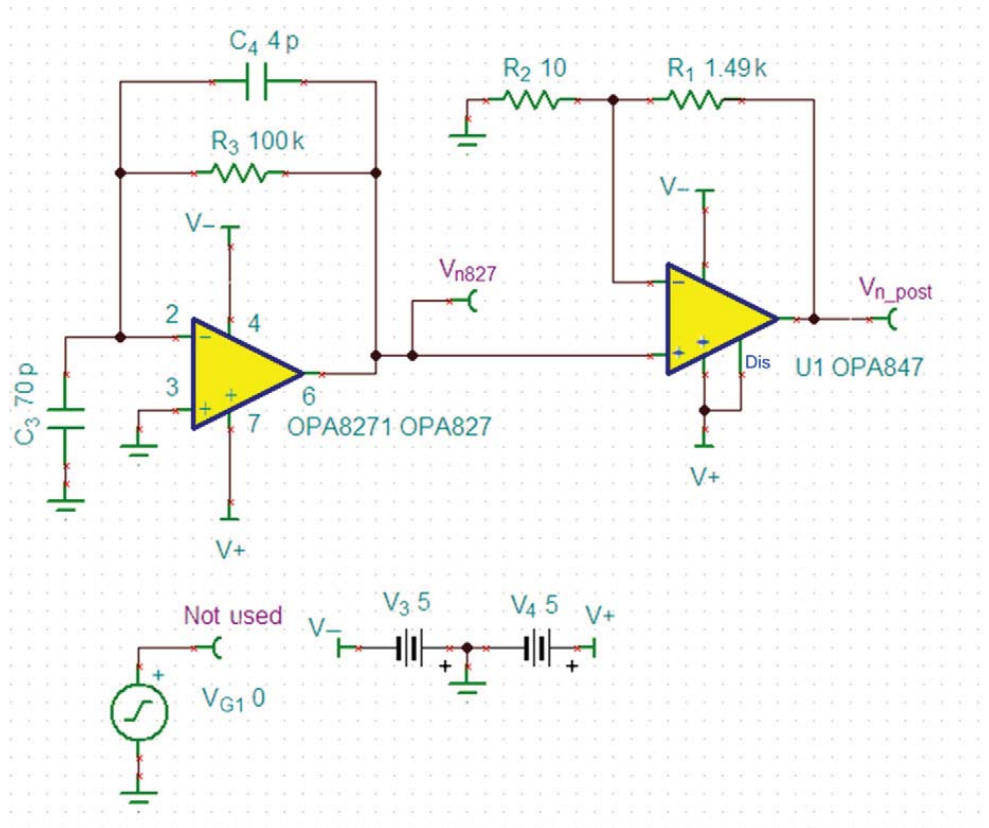 C4 4p
R2 10
R1 1.49k
R3 100k
V-
V-
Vn827
Vn_post
2
4
-
-
C3 70p
3
6
+
+
+
+
Dis
U1 OPA847
7
OPA8271 OPA827
V+
V+
Not used
V3 5
V4 5
V-
V+
+
+
+
VG1 0